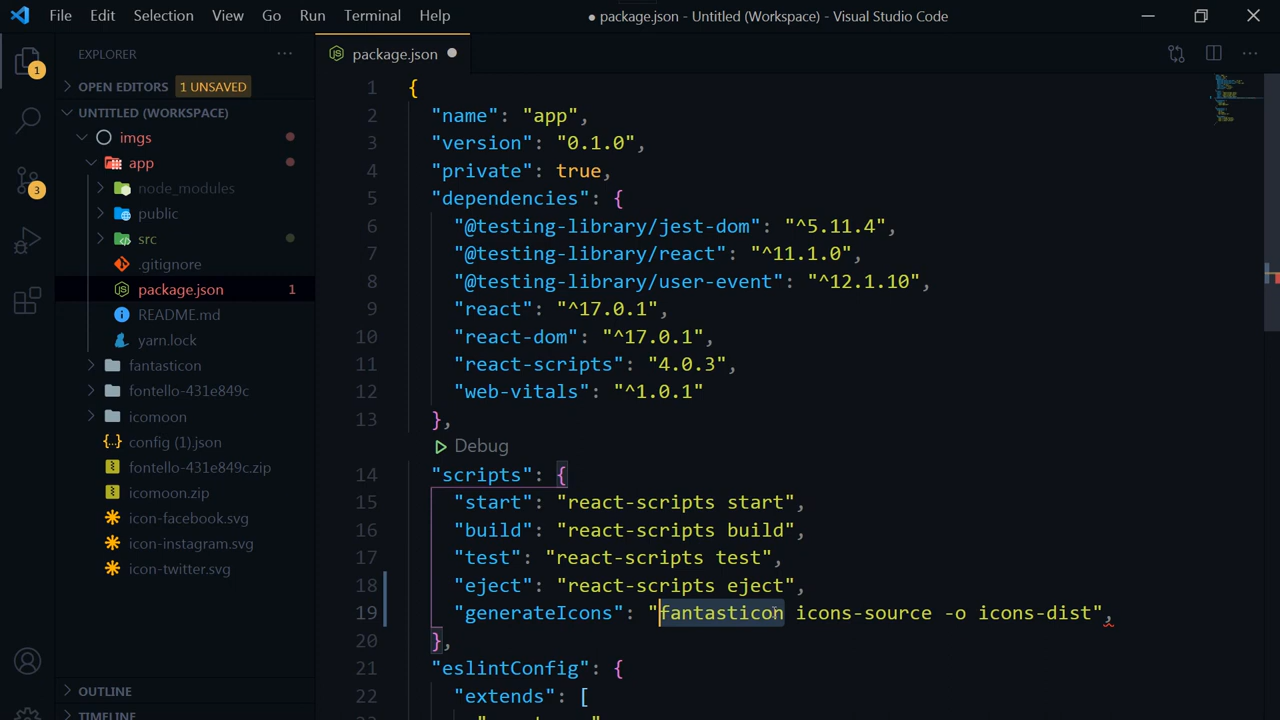 File Edit Selection View Go Run Terminal Help
● package.json - Untitled (Workspace) - Visual Studio Code
EXPLORER
OPEN EDITORS 1 UNSAVED
UNTITLED (WORKSPACE)
imgs
app
node_modules
public
src
.gitignore
package.json 1
README.md
yarn.lock
fantasticon
fontello-431e849c
icomoon
config (1).json
fontello-431e849c.zip
icomoon.zip
icon-facebook.svg
icon-instagram.svg
icon-twitter.svg
OUTLINE
TIMELINE
1
3
package.json ●
1 {
2 "name": "app",
3 "version": "0.1.0",
4 "private": true,
5 "dependencies": {
6 "@testing-library/jest-dom": "^5.11.4",
7 "@testing-library/react": "^11.1.0",
8 "@testing-library/user-event": "^12.1.10",
9 "react": "^17.0.1",
10 "react-dom": "^17.0.1",
11 "react-scripts": "4.0.3",
12 "web-vitals": "^1.0.1"
13 },
Debug
14 "scripts": {
15 "start": "react-scripts start",
16 "build": "react-scripts build",
17 "test": "react-scripts test",
18 "eject": "react-scripts eject",
19 "generateIcons": "fantasticon icons-source -o icons-dist",
20 },
21 "eslintConfig": {
22 "extends": [